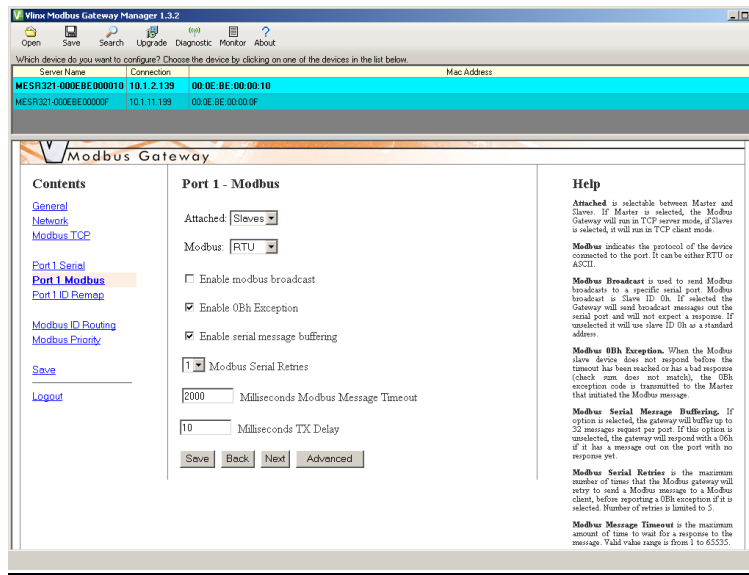 Vlinx Modbus Gateway Manager 1.3.2
Open Save Search Upgrade Diagnostic Monitor About
Which device do you want to configure? Choose the device by clicking on one of the devices in the list below.
Server Name Connection Mac Address
MESR321-000EBE000010 10.1.2.139 00:0E:BE:00:00:10
MESR321-000EBE00000F 10.1.11.199 00:0E:BE:00:00:0F
Modbus Gateway
Contents
General
Network
Modbus TCP
Port 1 Serial
Port 1 Modbus
Port 1 ID Remap
Modbus ID Routing
Modbus Priority
Save
Logout
Port 1 - Modbus
Attached: Slaves
Modbus: RTU
Enable modbus broadcast
Enable 0Bh Exception
Enable serial message buffering
1 Modbus Serial Retries
2000 Milliseconds Modbus Message Timeout
10 Milliseconds TX Delay
Save Back Next Advanced
Help
Attached is selectable between Master and
Slaves. If Master is selected, the Modbus
Gateway will run in TCP server mode, if Slaves
is selected, it will run in TCP client mode.
Modbus indicates the protocol of the device
connected to the port. It can be either RTU or
ASCII.
Modbus Broadcast is used to send Modbus
broadcasts to a specific serial port. Modbus
broadcast is Slave ID 0h. If selected the
Gateway will send broadcast messages out the
serial port and will not expect a response. If
unselected it will use slave ID 0h as a standard
address.
Modbus 0Bh Exception. When the Modbus
slave device does not respond before the
timeout has been reached or has a bad response
(check sum does not match), the 0Bh
exception code is transmitted to the Master
that initiated the Modbus message.
Modbus Serial Message Buffering. If
option is selected, the gateway will buffer up to
32 messages request per port. If this option is
unselected, the gateway will respond with a 06h
if it has a message out on the port with no
response yet.
Modbus Serial Retries is the maximum
number of times that the Modbus gateway will
retry to send a Modbus message to a Modbus
client, before reporting a 0Bh exception if it is
selected. Number of retries is limited to 5.
Modbus Message Timeout is the maximum
amount of time to wait for a response to the
message. Valid value range is from 1 to 65535.